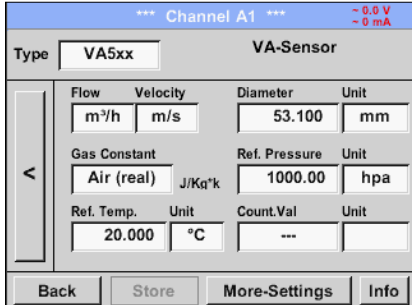 *** Channel A1 ***
~ 0.0 V
~ 0 mA
Type VA5xx VA-Sensor
Flow Velocity Diameter Unit
m³/h m/s 53.100 mm
Gas Constant Ref. Pressure Unit
< Air (real) J/Kg*k 1000.00 hpa
Ref. Temp. Unit Count.Val Unit
20.000 °C ---
Back Store More-Settings Info